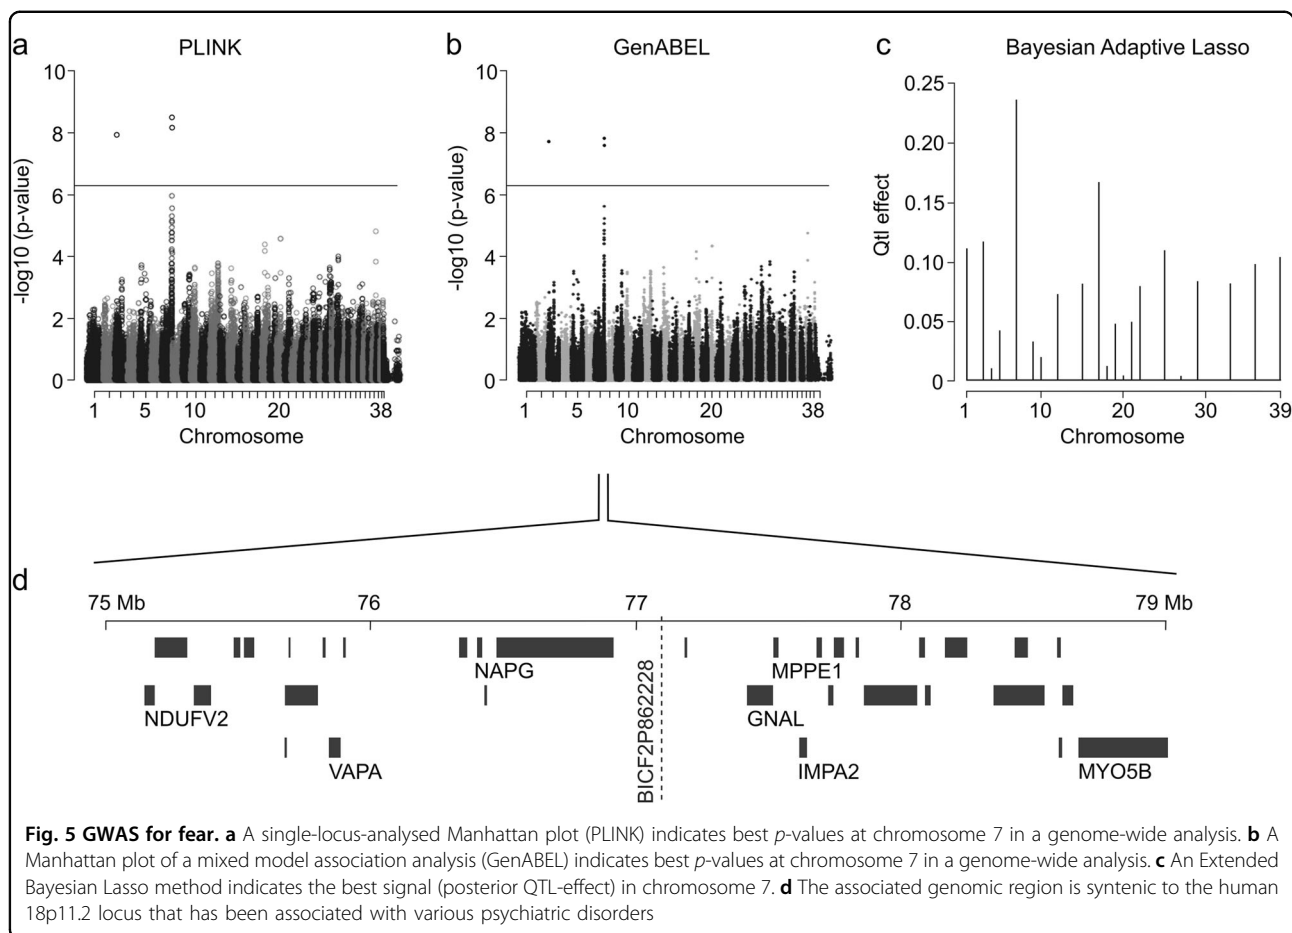 a PLINK
b GenABEL
c Bayesian Adaptive Lasso
-log10 (p-value)
10
8
6
4
2
0
1 5 10 20 38
Chromosome
-log10 (p-value)
10
8
6
4
2
0
1 5 10 20 38
Chromosome
Qtl effect
0.25
0.20
0.15
0.10
0.05
0
1 10 20 30 39
Chromosome
d
75 Mb 76 77 78 79 Mb
NAPG MPPE1
NDUFV2 GNAL
VAPA IMPA2 MYO5B
BICF2P862228
Fig. 5 GWAS for fear. a A single-locus-analysed Manhattan plot (PLINK) indicates best p-values at chromosome 7 in a genome-wide analysis. b A
Manhattan plot of a mixed model association analysis (GenABEL) indicates best p-values at chromosome 7 in a genome-wide analysis. c An Extended
Bayesian Lasso method indicates the best signal (posterior QTL-effect) in chromosome 7. d The associated genomic region is syntenic to the human
18p11.2 locus that has been associated with various psychiatric disorders